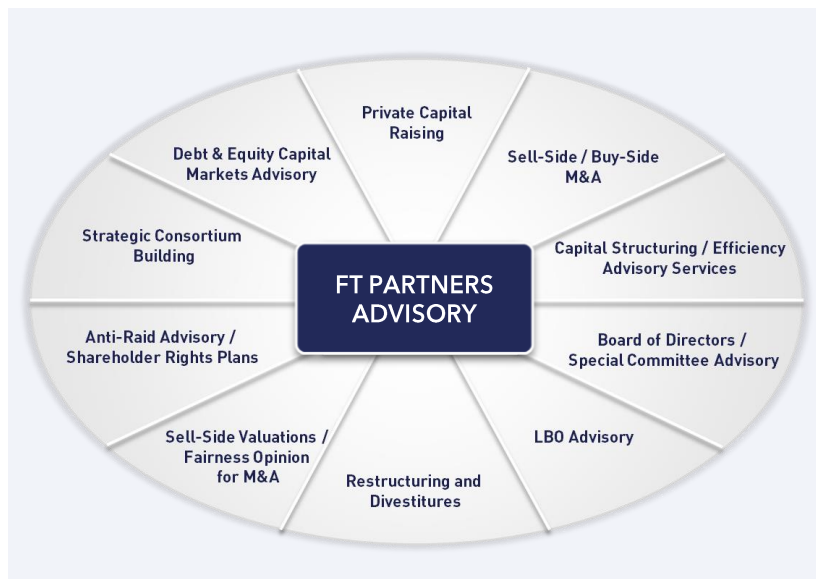 Private Capital
Raising
Debt & Equity Capital
Markets Advisory
Sell-Side / Buy-Side
M&A
Strategic Consortium
Building
Capital Structuring / Efficiency
Advisory Services
FT PARTNERS
ADVISORY
Anti-Raid Advisory /
Shareholder Rights Plans
Board of Directors /
Special Committee Advisory
Sell-Side Valuations /
Fairness Opinion
for M&A
LBO Advisory
Restructuring and
Divestitures